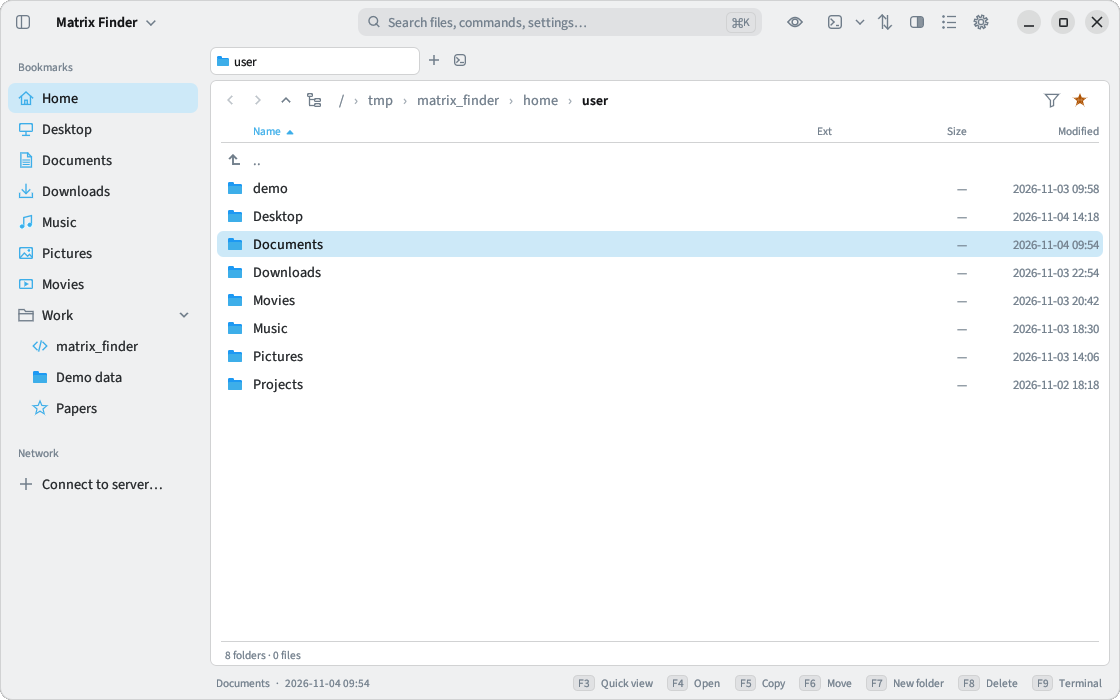 Matrix Finder
Search files, commands, settings…
⌘K
Bookmarks
Home
Desktop
Documents
Downloads
Music
Pictures
Movies
Work
matrix_finder
Demo data
Papers
Network
Connect to server…
user
/ › tmp › matrix_finder › home › user
Name Ext Size Modified
..
demo — 2026-11-03 09:58
Desktop — 2026-11-04 14:18
Documents — 2026-11-04 09:54
Downloads — 2026-11-03 22:54
Movies — 2026-11-03 20:42
Music — 2026-11-03 18:30
Pictures — 2026-11-03 14:06
Projects — 2026-11-02 18:18
8 folders · 0 files
Documents · 2026-11-04 09:54
F3 Quick view F4 Open F5 Copy F6 Move F7 New folder F8 Delete F9 Terminal